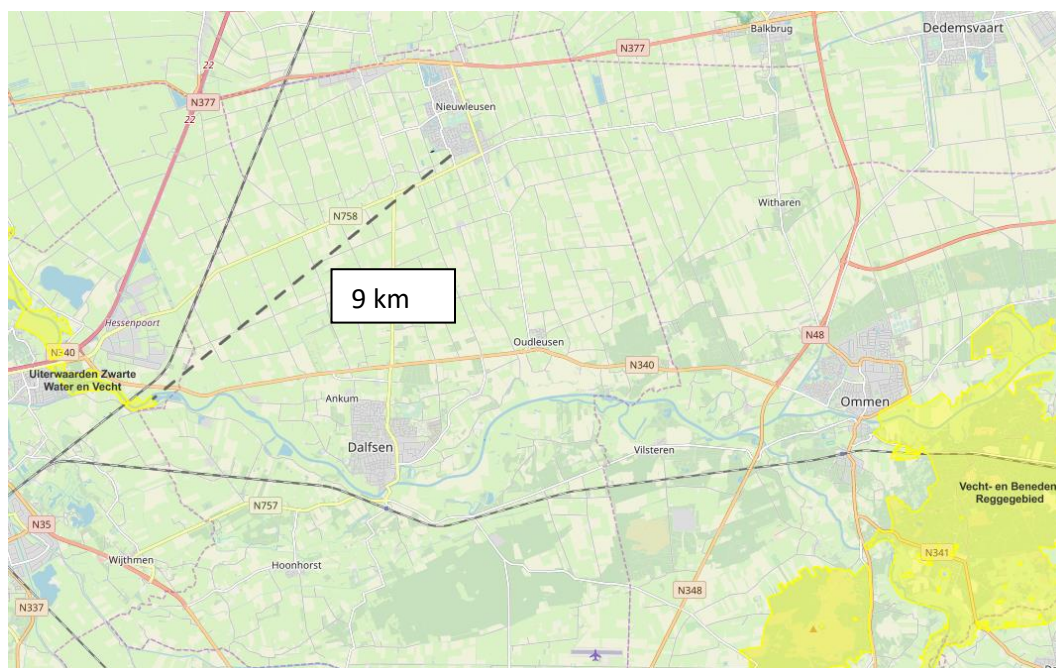 Balkbrug
Dedemsvaart
N377
22
N377
22
Nieuwleusen
N758
Witharen
9 km
Hessenpoort
N48
Oudleusen
N340
Uiterwaarden Zwarte
Water en Vecht
Ankum
Ommen
Dalfsen
Vilsteren
Vecht- en Beneden
Reggegebied
N757
N35
Wijthmen
Hoonhorst
N341
N337
N348